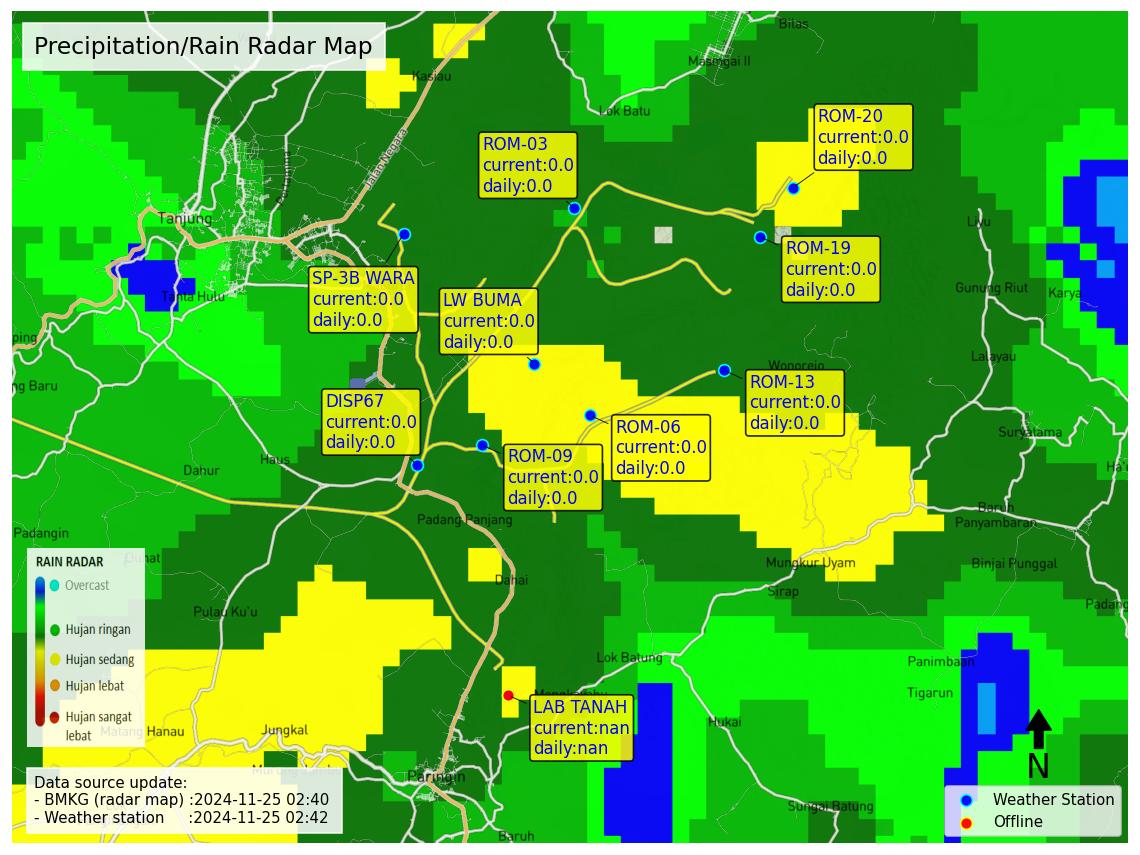 Precipitation/Rain Radar Map
Bitas
Masingai II
Kasiau
Lok Batu
Jalan Negara
ROM-20
current:0.0
daily:0.0
ROM-03
current:0.0
daily:0.0
Tanjung
Liyu
ROM-19
current:0.0
daily:0.0
SP-3B WARA
current:0.0
daily:0.0
LW BUMA
current:0.0
daily:0.0
Tanta Hulu
Gunung Riut
Karya
ping
Lalayau
Wonorejo
ng Baru
ROM-13
current:0.0
daily:0.0
DISP67
current:0.0
daily:0.0
ROM-06
current:0.0
daily:0.0
Suryatama
ROM-09
current:0.0
daily:0.0
Haus
Dahur
Ha'u
Baruh
Panyambaran
Padang Panjang
Padangin
Mungkur Uyam
Binjai Punggal
Dahai
Sirap
Padang
Pulau Ku'u
RAIN RADAR
Overcast
Hujan ringan
Hujan sedang
Hujan lebat
Hujan sangat
lebat
Lok Batung
Panimbaan
Tigarun
LAB TANAH
current:nan
daily:nan
Hukai
Matang Hanau
Jungkal
Paringin
N
Data source update:
- BMKG (radar map) :2024-11-25 02:40
- Weather station :2024-11-25 02:42
Sungai Batung
Weather Station
Offline
Baruh